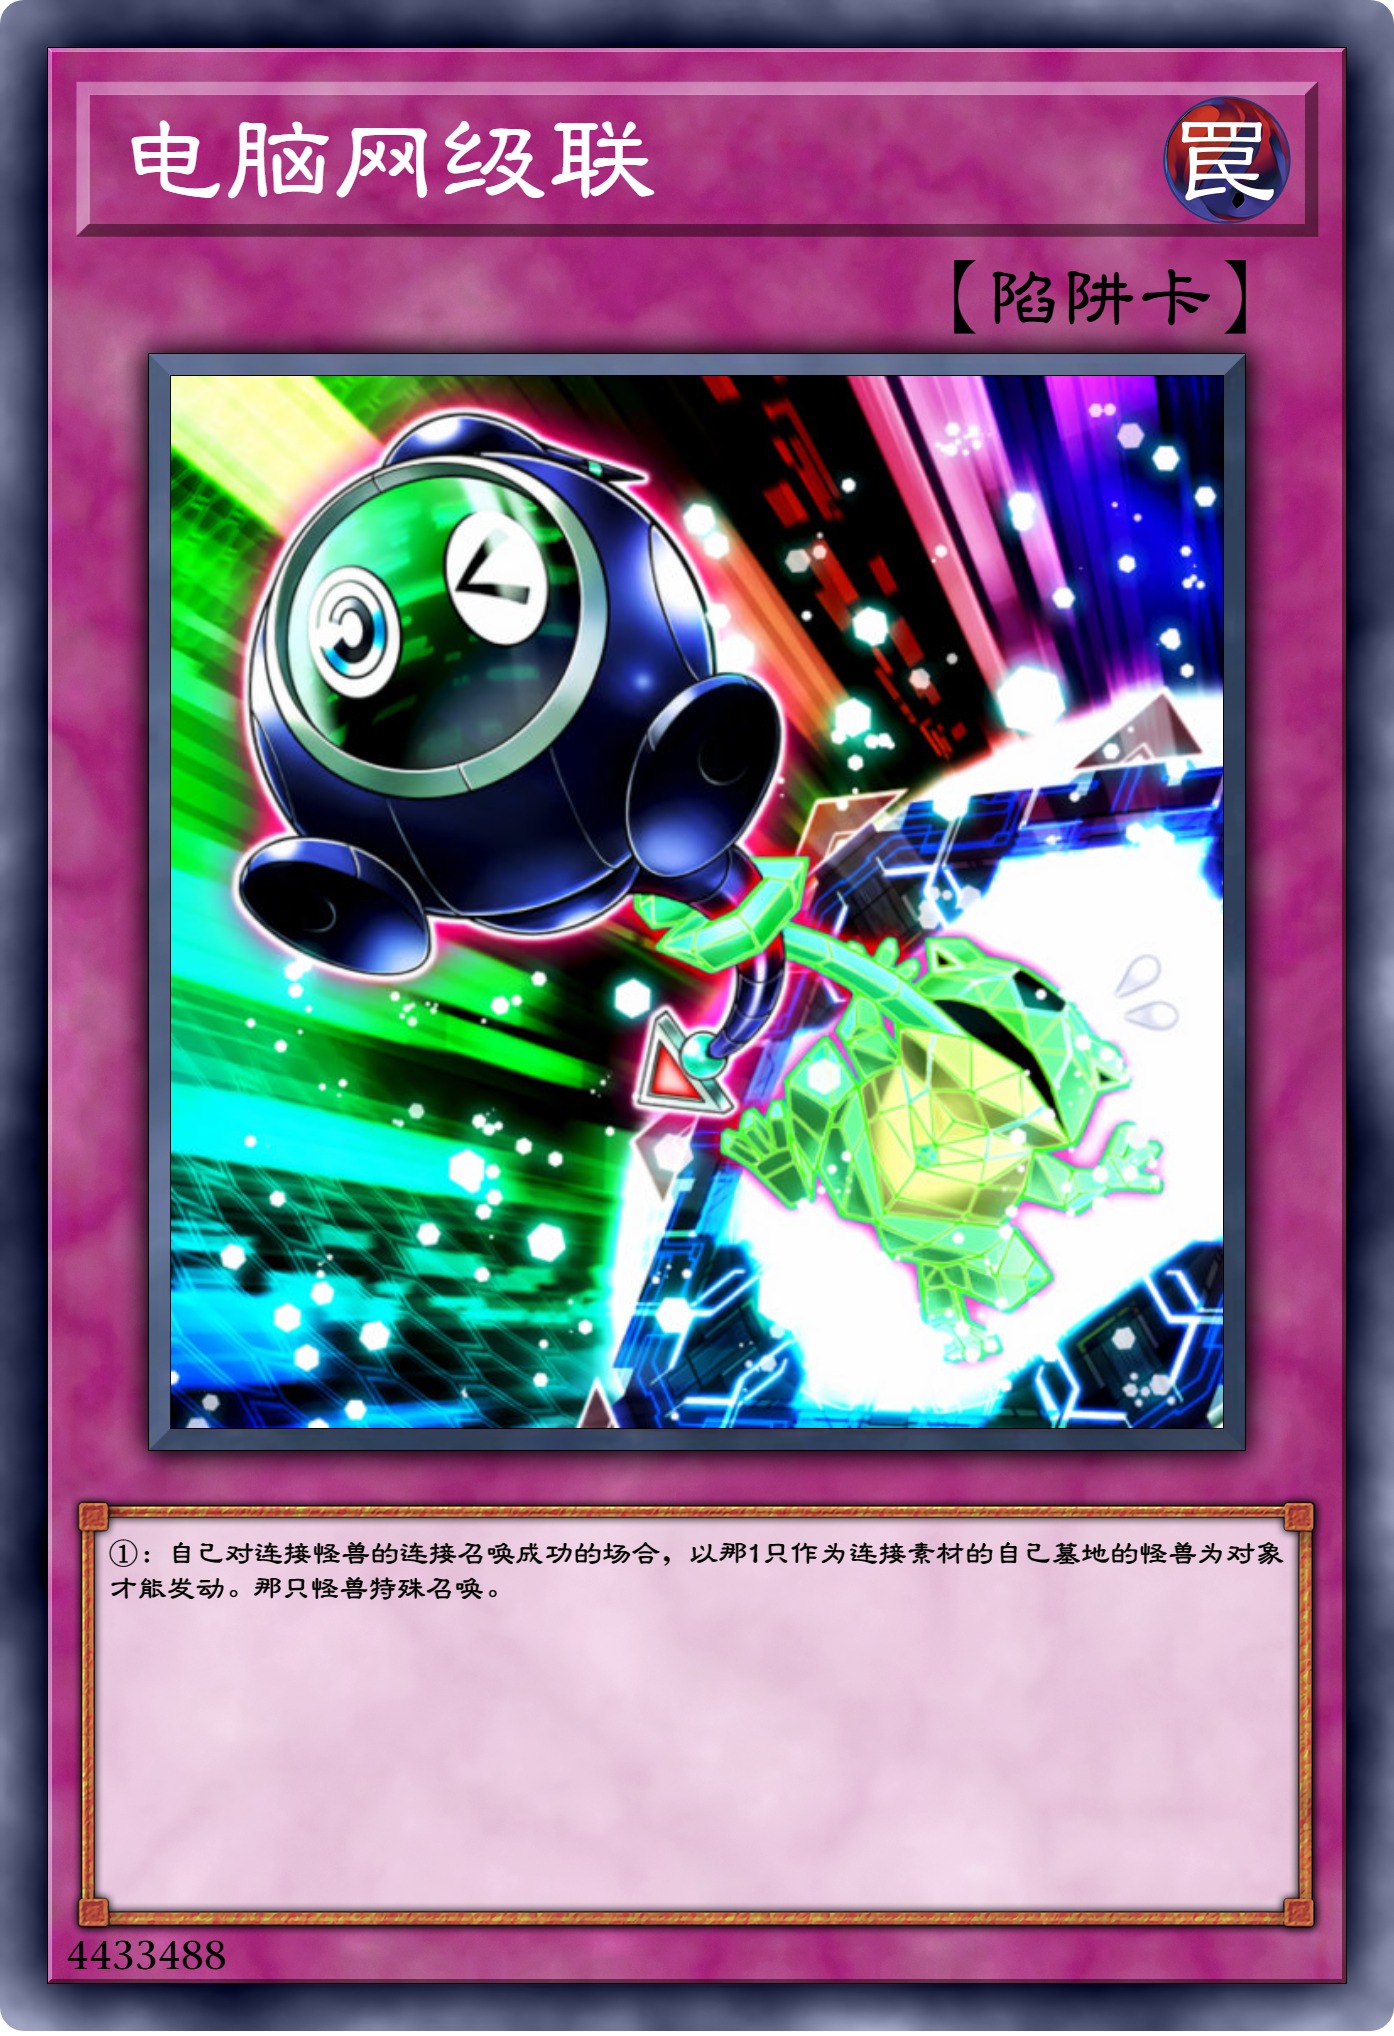 电脑网级联
罠
【陷阱卡】
①：自己对连接怪兽的连接召唤成功的场合，以那1只作为连接素材的自己墓地的怪兽为对象
才能发动。那只怪兽特殊召唤。
4433488